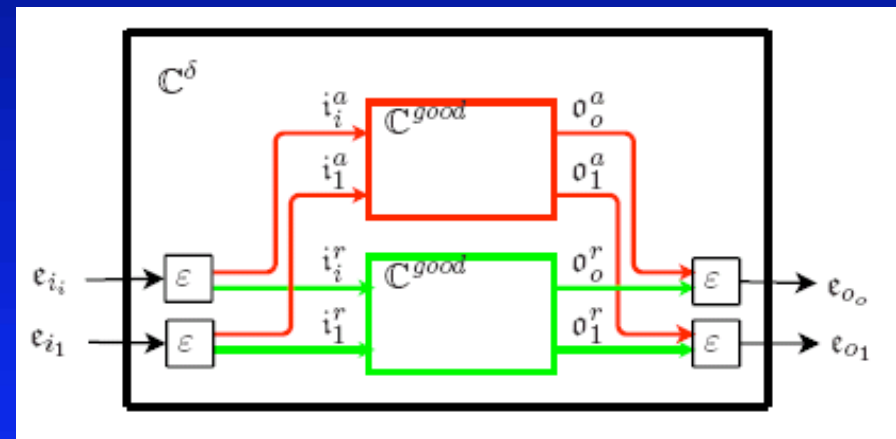 ℂ^δ
𝔦_i^a ℂ^good 𝔬_o^a
𝔦_1^a 𝔬_1^a
𝔢_{i_i} ε 𝔦_i^r ℂ^good 𝔬_o^r ε 𝔢_{o_o}
𝔢_{i_1} ε 𝔦_1^r 𝔬_1^r ε 𝔢_{o_1}